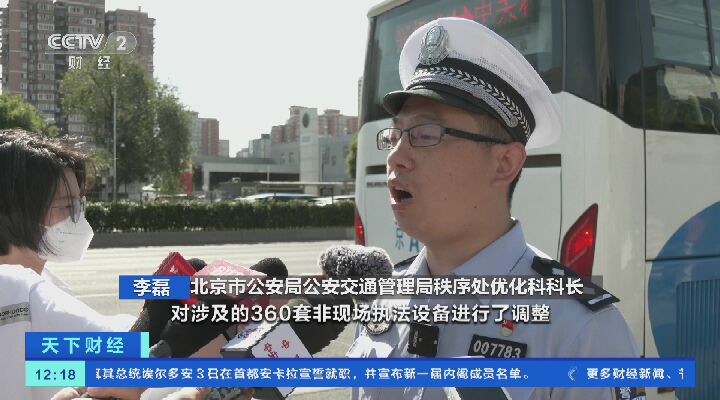 CCTV 2
财经
李磊 北京市公安局公安交通管理局秩序处优化科科长
对涉及的360套非现场执法设备进行了调整
007783
天下财经
12:18 耳其总统埃尔多安3日在首都安卡拉宣誓就职，并宣布新一届内阁成员名单。 更多财经新闻、